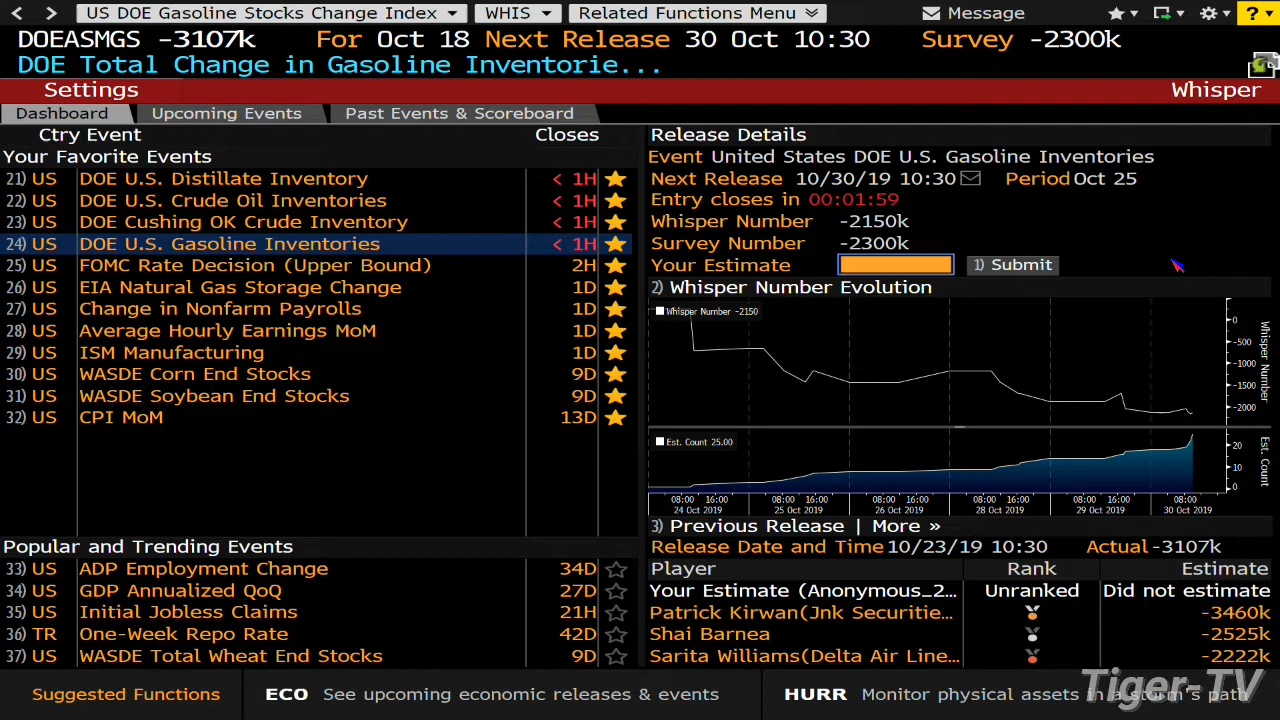 US DOE Gasoline Stocks Change Index WHIS Related Functions Menu Message ?
DOEASMGS -3107k For Oct 18 Next Release 30 Oct 10:30 Survey -2300k
DOE Total Change in Gasoline Inventorie...
Settings Whisper
Dashboard Upcoming Events Past Events & Scoreboard
Ctry Event Closes
Your Favorite Events
21) US DOE U.S. Distillate Inventory < 1H
22) US DOE U.S. Crude Oil Inventories < 1H
23) US DOE Cushing OK Crude Inventory < 1H
24) US DOE U.S. Gasoline Inventories < 1H
25) US FOMC Rate Decision (Upper Bound) 2H
26) US EIA Natural Gas Storage Change 1D
27) US Change in Nonfarm Payrolls 1D
28) US Average Hourly Earnings MoM 1D
29) US ISM Manufacturing 1D
30) US WASDE Corn End Stocks 9D
31) US WASDE Soybean End Stocks 9D
32) US CPI MoM 13D
Popular and Trending Events
33) US ADP Employment Change 34D
34) US GDP Annualized QoQ 27D
35) US Initial Jobless Claims 21H
36) TR One-Week Repo Rate 42D
37) US WASDE Total Wheat End Stocks 9D
Release Details
Event United States DOE U.S. Gasoline Inventories
Next Release 10/30/19 10:30 Period Oct 25
Entry closes in 00:01:59
Whisper Number -2150k
Survey Number -2300k
Your Estimate 1) Submit
2) Whisper Number Evolution
Whisper Number -2150
0
-500
-1000
-1500
-2000
Whisper Number
Est. Count 25.00
20
10
0
Est. Count
08:00 16:00 08:00 16:00 08:00 16:00 08:00 16:00 08:00 16:00 08:00
24 Oct 2019 25 Oct 2019 26 Oct 2019 28 Oct 2019 29 Oct 2019 30 Oct 2019
3) Previous Release | More »
Release Date and Time 10/23/19 10:30 Actual -3107k
Player Rank Estimate
Your Estimate (Anonymous_2... Unranked Did not estimate
Patrick Kirwan(Jnk Securitie... -3460k
Shai Barnea -2525k
Sarita Williams(Delta Air Line... -2222k
Suggested Functions ECO See upcoming economic releases & events HURR Monitor physical assets in a storm's path
Tiger-TV